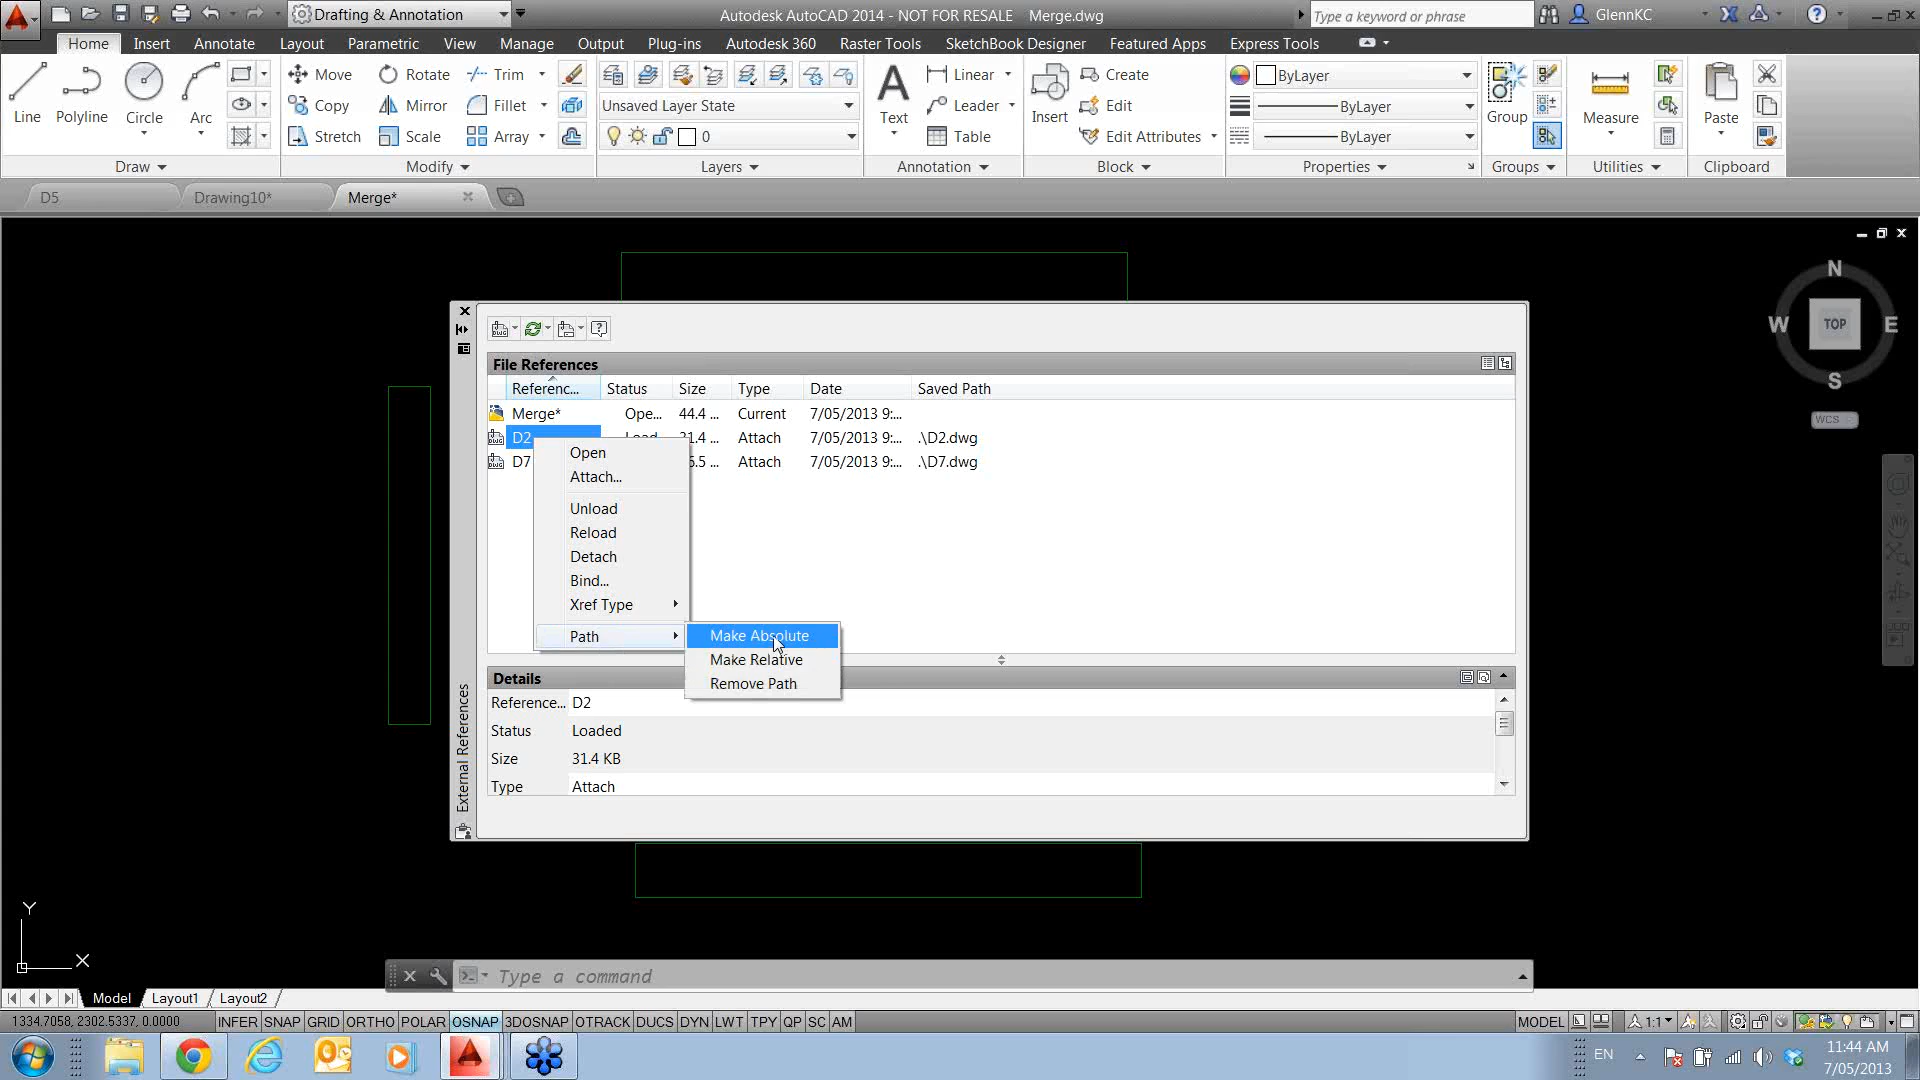 Drafting & Annotation
Autodesk AutoCAD 2014 - NOT FOR RESALE Merge.dwg
Type a keyword or phrase
GlennKC
Home Insert Annotate Layout Parametric View Manage Output Plug-ins Autodesk 360 Raster Tools SketchBook Designer Featured Apps Express Tools
Line
Polyline
Circle
Arc
Draw
Move Rotate Trim
Copy Mirror Fillet
Stretch Scale Array
Modify
Unsaved Layer State
0
Layers
Text
Linear
Leader
Table
Annotation
Insert
Create
Edit
Edit Attributes
Block
ByLayer
ByLayer
ByLayer
Properties
Group
Groups
Measure
Utilities
Paste
Clipboard
D5 Drawing10* Merge*
N
W TOP E
S
WCS
File References
Referenc... Status Size Type Date Saved Path
Merge* Ope... 44.4 ... Current 7/05/2013 9:...
D2 Load 31.4 ... Attach 7/05/2013 9:... .\D2.dwg
D7 6.5 ... Attach 7/05/2013 9:... .\D7.dwg
Open
Attach...
Unload
Reload
Detach
Bind...
Xref Type
Path
Make Absolute
Make Relative
Remove Path
Details
Reference... D2
Status Loaded
Size 31.4 KB
Type Attach
External References
Y
X
Type a command
Model Layout1 Layout2
1334.7058, 2302.5337, 0.0000 INFER SNAP GRID ORTHO POLAR OSNAP 3DOSNAP OTRACK DUCS DYN LWT TPY QP SC AM MODEL 1:1
EN
11:44 AM
7/05/2013